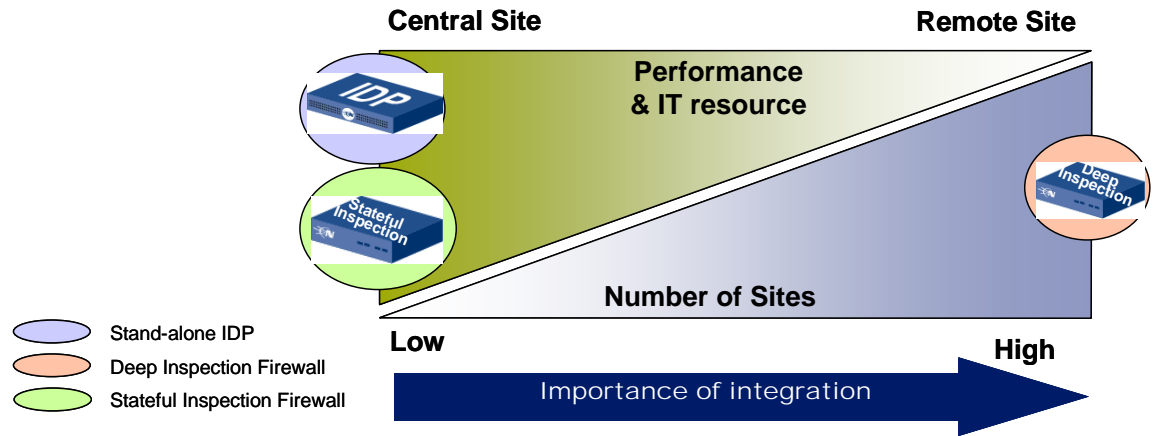 Central Site
Remote Site
Performance
& IT resource
IDP
Stateful
Inspection
Deep
Inspection
Number of Sites
Low
High
Stand-alone IDP
Deep Inspection Firewall
Stateful Inspection Firewall
Importance of integration